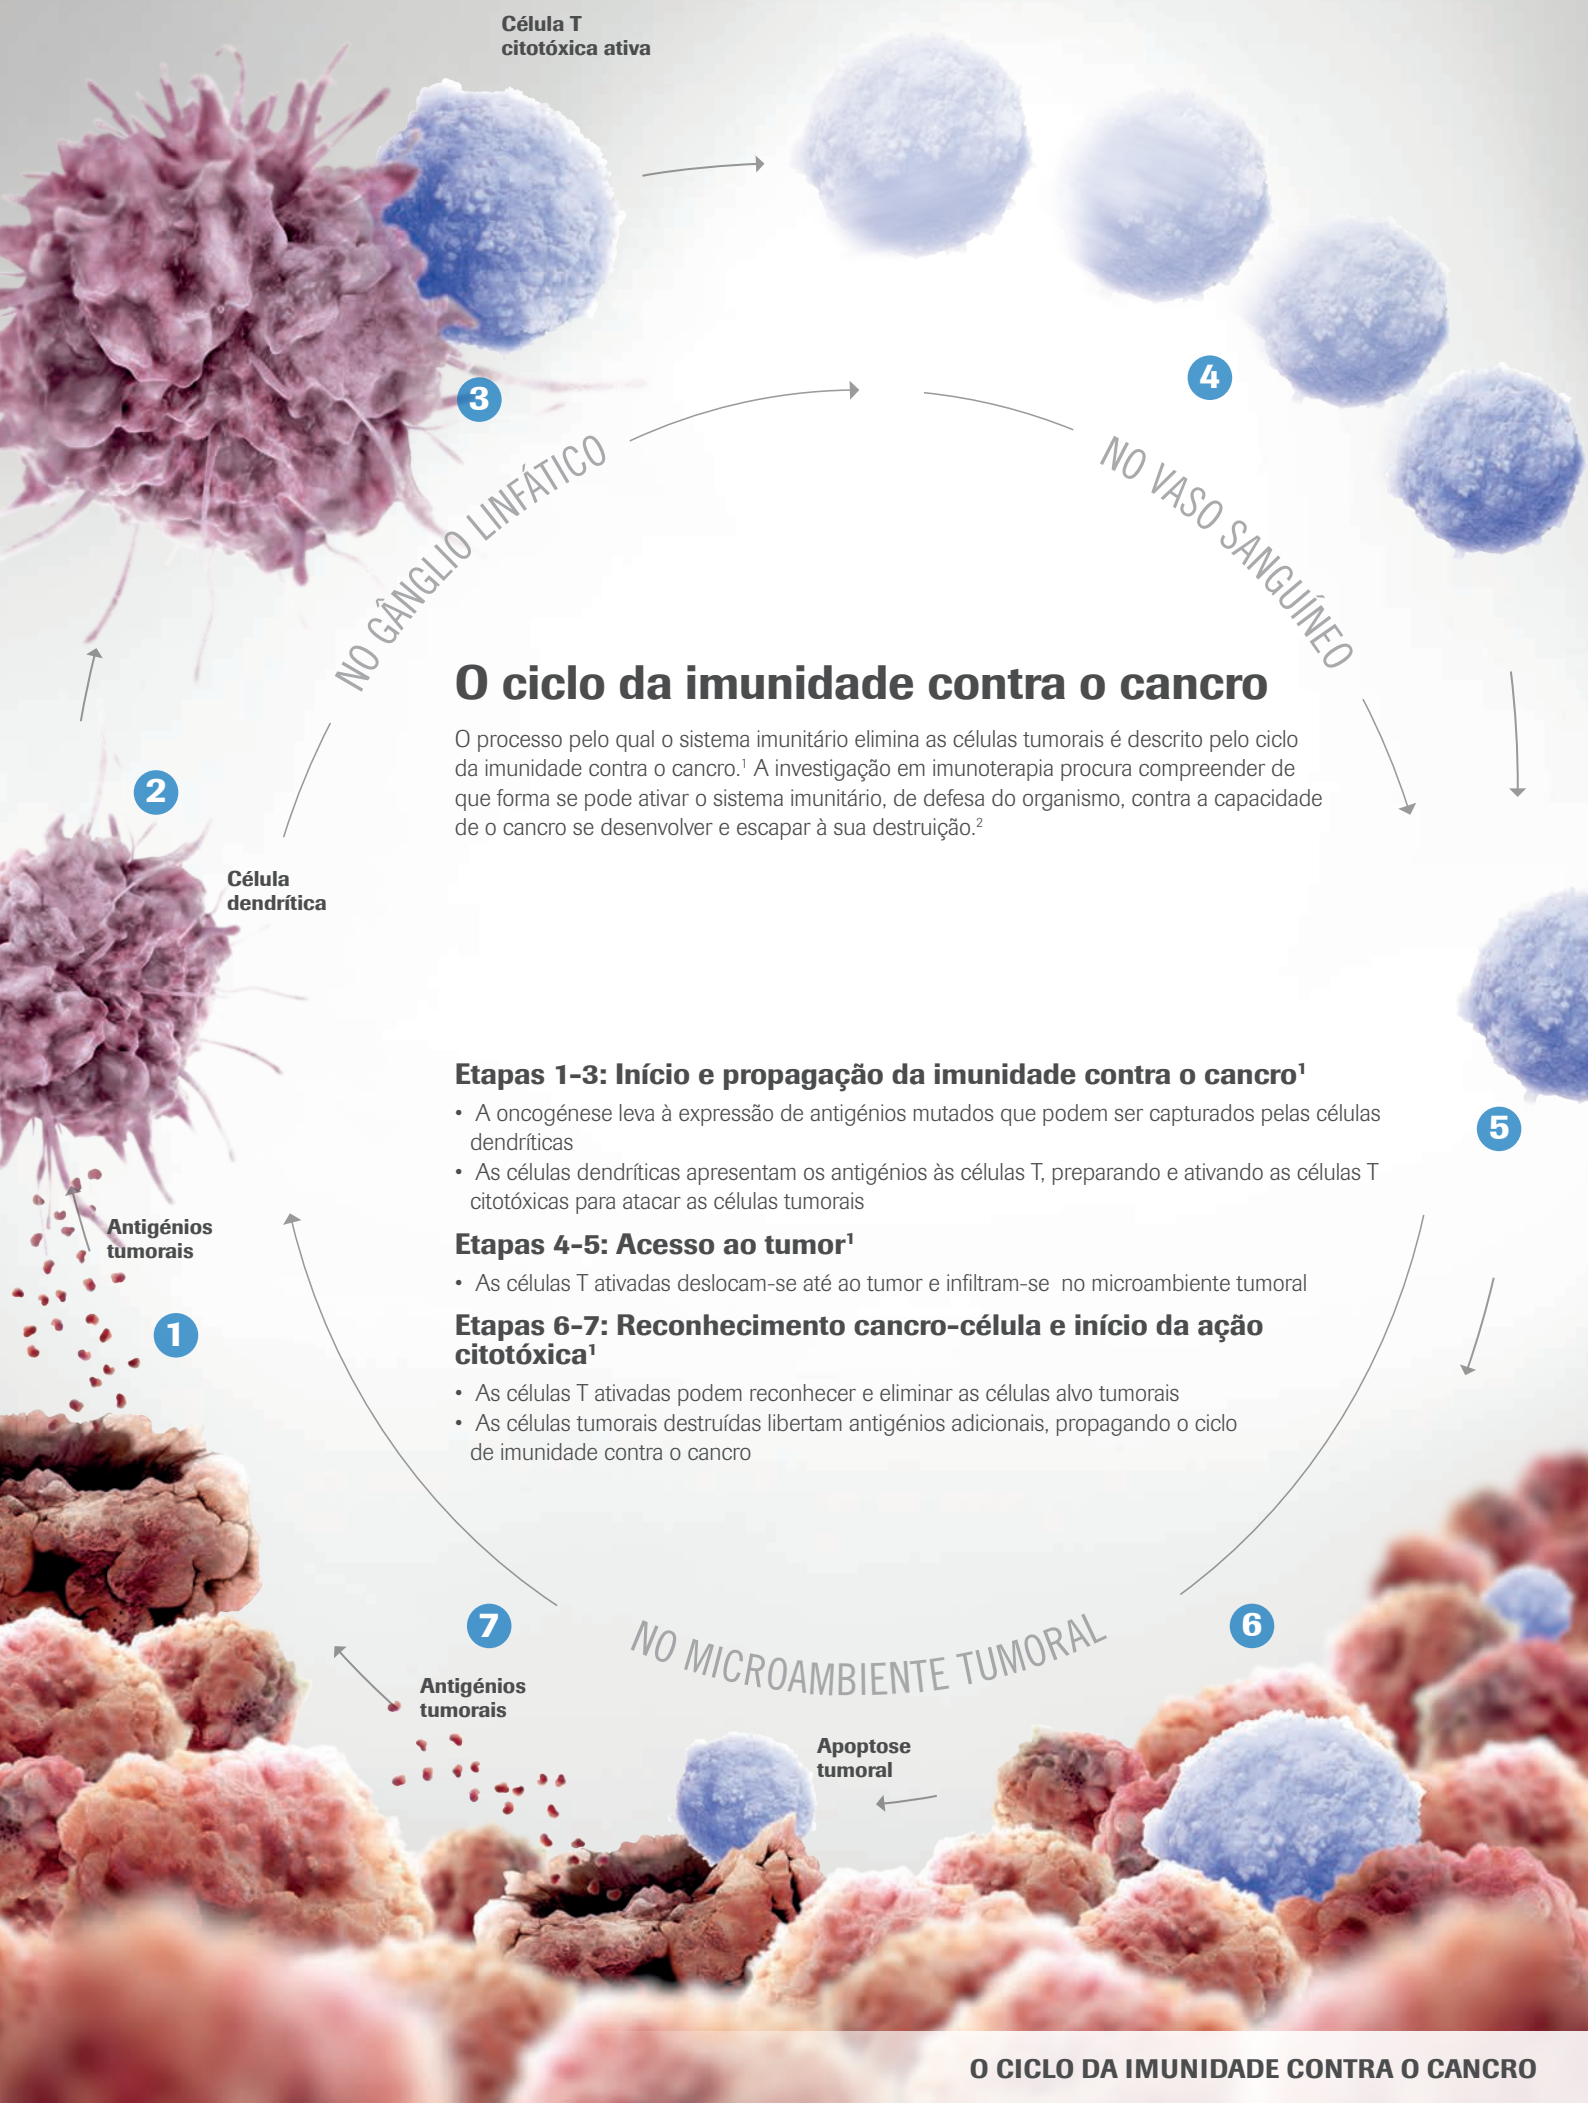 Célula T
citotóxica ativa
3
4
NO GÂNGLIO LINFÁTICO
NO VASO SANGUÍNEO
O ciclo da imunidade contra o cancro
O processo pelo qual o sistema imunitário elimina as células tumorais é descrito pelo ciclo
da imunidade contra o cancro.¹ A investigação em imunoterapia procura compreender de
que forma se pode ativar o sistema imunitário, de defesa do organismo, contra a capacidade
de o cancro se desenvolver e escapar à sua destruição.²
2
Célula
dendrítica
Etapas 1-3: Início e propagação da imunidade contra o cancro¹
• A oncogénese leva à expressão de antigénios mutados que podem ser capturados pelas células
dendríticas
• As células dendríticas apresentam os antigénios às células T, preparando e ativando as células T
citotóxicas para atacar as células tumorais
Etapas 4-5: Acesso ao tumor¹
• As células T ativadas deslocam-se até ao tumor e infiltram-se no microambiente tumoral
Etapas 6-7: Reconhecimento cancro-célula e início da ação
citotóxica¹
• As células T ativadas podem reconhecer e eliminar as células alvo tumorais
• As células tumorais destruídas libertam antigénios adicionais, propagando o ciclo
de imunidade contra o cancro
5
Antigénios
tumorais
1
7
6
NO MICROAMBIENTE TUMORAL
Antigénios
tumorais
Apoptose
tumoral
O CICLO DA IMUNIDADE CONTRA O CANCRO